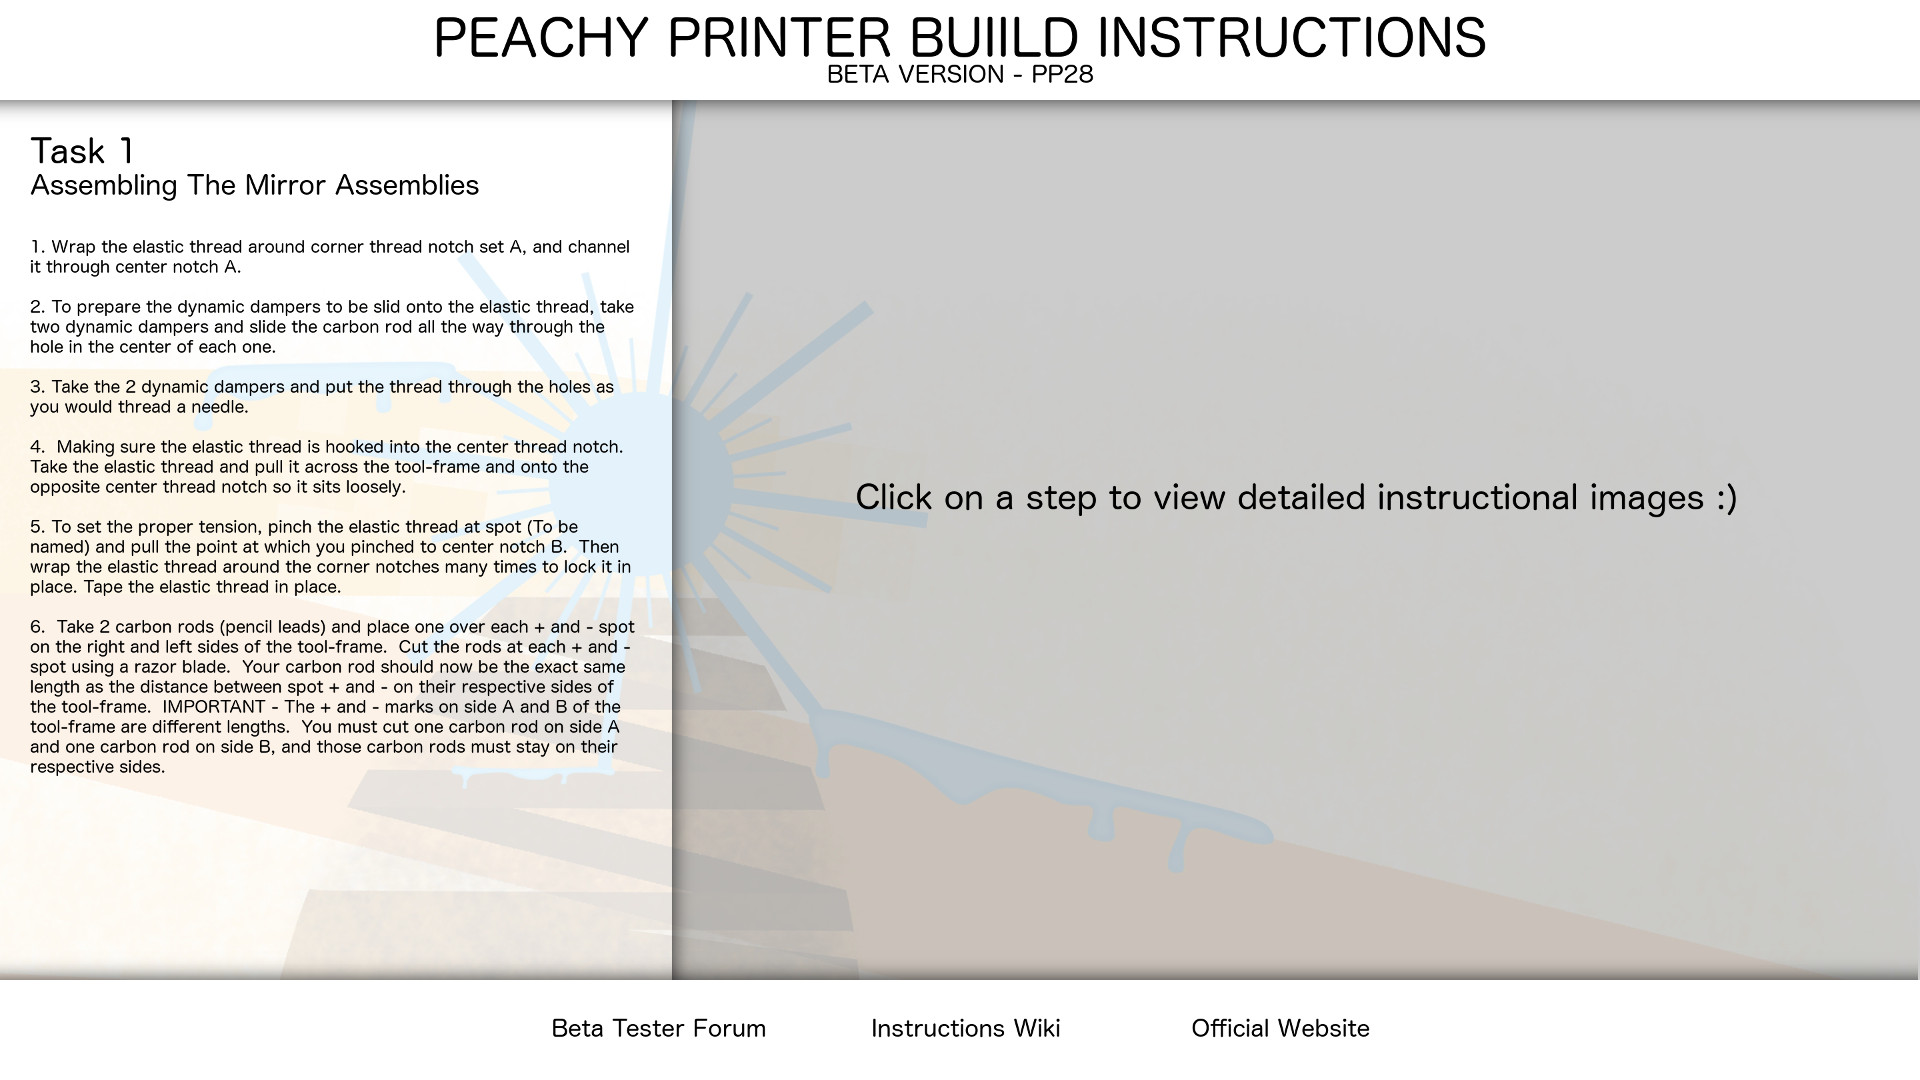 PEACHY PRINTER BUIILD INSTRUCTIONS
BETA VERSION - PP28
Task 1
Assembling The Mirror Assemblies
1. Wrap the elastic thread around corner thread notch set A, and channel
it through center notch A.
2. To prepare the dynamic dampers to be slid onto the elastic thread, take
two dynamic dampers and slide the carbon rod all the way through the
hole in the center of each one.
3. Take the 2 dynamic dampers and put the thread through the holes as
you would thread a needle.
4.  Making sure the elastic thread is hooked into the center thread notch.
Take the elastic thread and pull it across the tool-frame and onto the
opposite center thread notch so it sits loosely.
5. To set the proper tension, pinch the elastic thread at spot (To be
named) and pull the point at which you pinched to center notch B.  Then
wrap the elastic thread around the corner notches many times to lock it in
place. Tape the elastic thread in place.
6.  Take 2 carbon rods (pencil leads) and place one over each + and - spot
on the right and left sides of the tool-frame.  Cut the rods at each + and -
spot using a razor blade.  Your carbon rod should now be the exact same
length as the distance between spot + and - on their respective sides of
the tool-frame.  IMPORTANT - The + and - marks on side A and B of the
tool-frame are different lengths.  You must cut one carbon rod on side A
and one carbon rod on side B, and those carbon rods must stay on their
respective sides.
Click on a step to view detailed instructional images :)
Beta Tester Forum
Instructions Wiki
Official Website